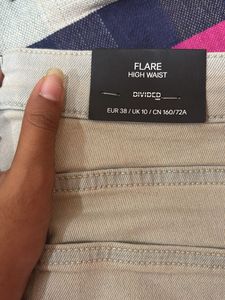 FLARE
HIGH WAIST
DIVIDED
EUR 38 / UK 10 / CN 160/72A